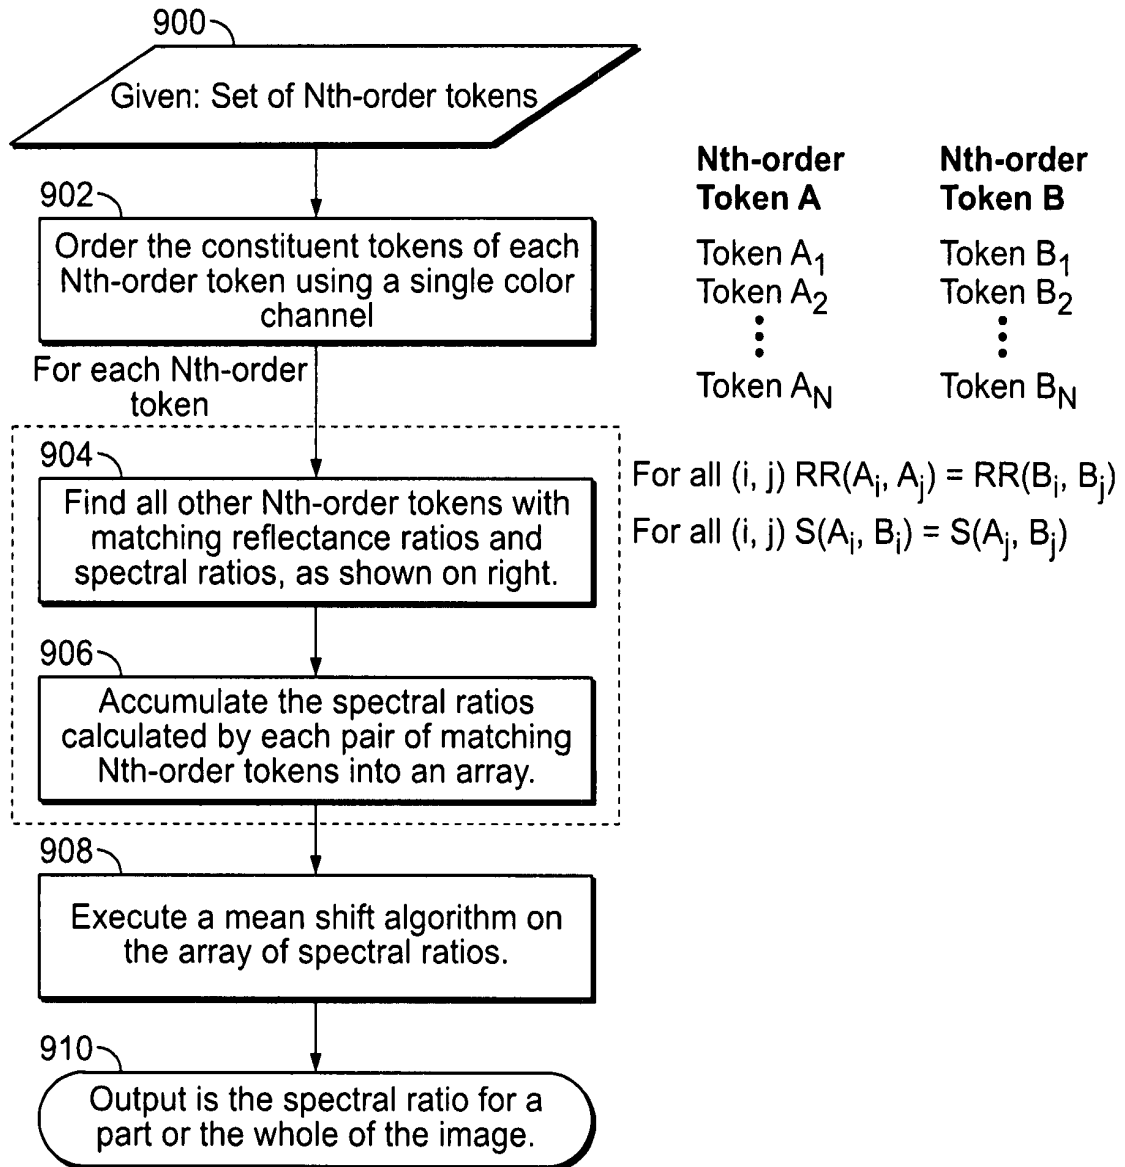 900
Given: Set of Nth-order tokens
902
Order the constituent tokens of each
Nth-order token using a single color
channel
For each Nth-order
token
904
Find all other Nth-order tokens with
matching reflectance ratios and
spectral ratios, as shown on right.
906
Accumulate the spectral ratios
calculated by each pair of matching
Nth-order tokens into an array.
908
Execute a mean shift algorithm on
the array of spectral ratios.
910
Output is the spectral ratio for a
part or the whole of the image.
Nth-order
Token A
Token A1
Token A2
Token AN
Nth-order
Token B
Token B1
Token B2
Token BN
For all (i, j) RR(Ai, Aj) = RR(Bi, Bj)
For all (i, j) S(Ai, Bi) = S(Aj, Bj)